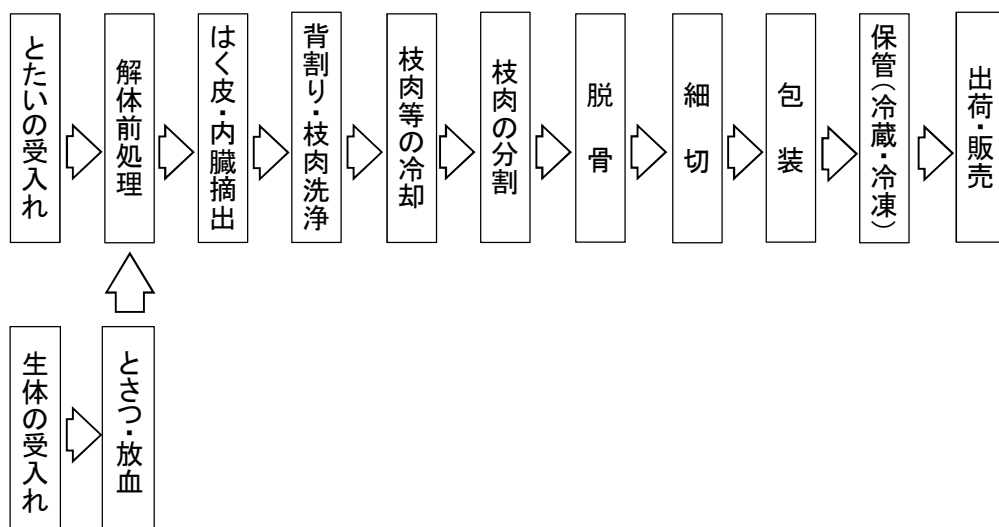 とたいの受入れ
解体前処理
はく皮・内臓摘出
背割り・枝肉洗浄
枝肉等の冷却
枝肉の分割
脱骨
細切
包装
保管(冷蔵・冷凍)
出荷・販売
生体の受入れ
とさつ・放血